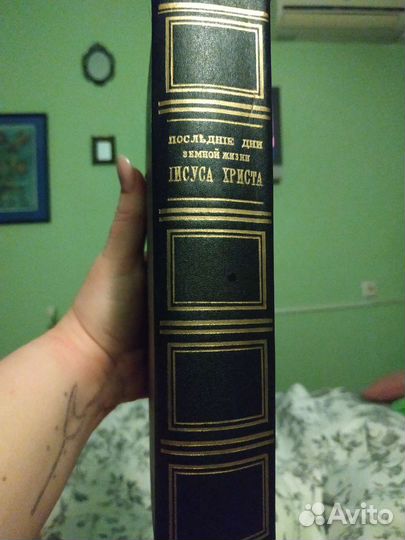 ПОСЛѢДНІЕ ДНИ
ЗЕМНОЙ ЖИЗНИ
ІИСУСА ХРИСТА
Avito